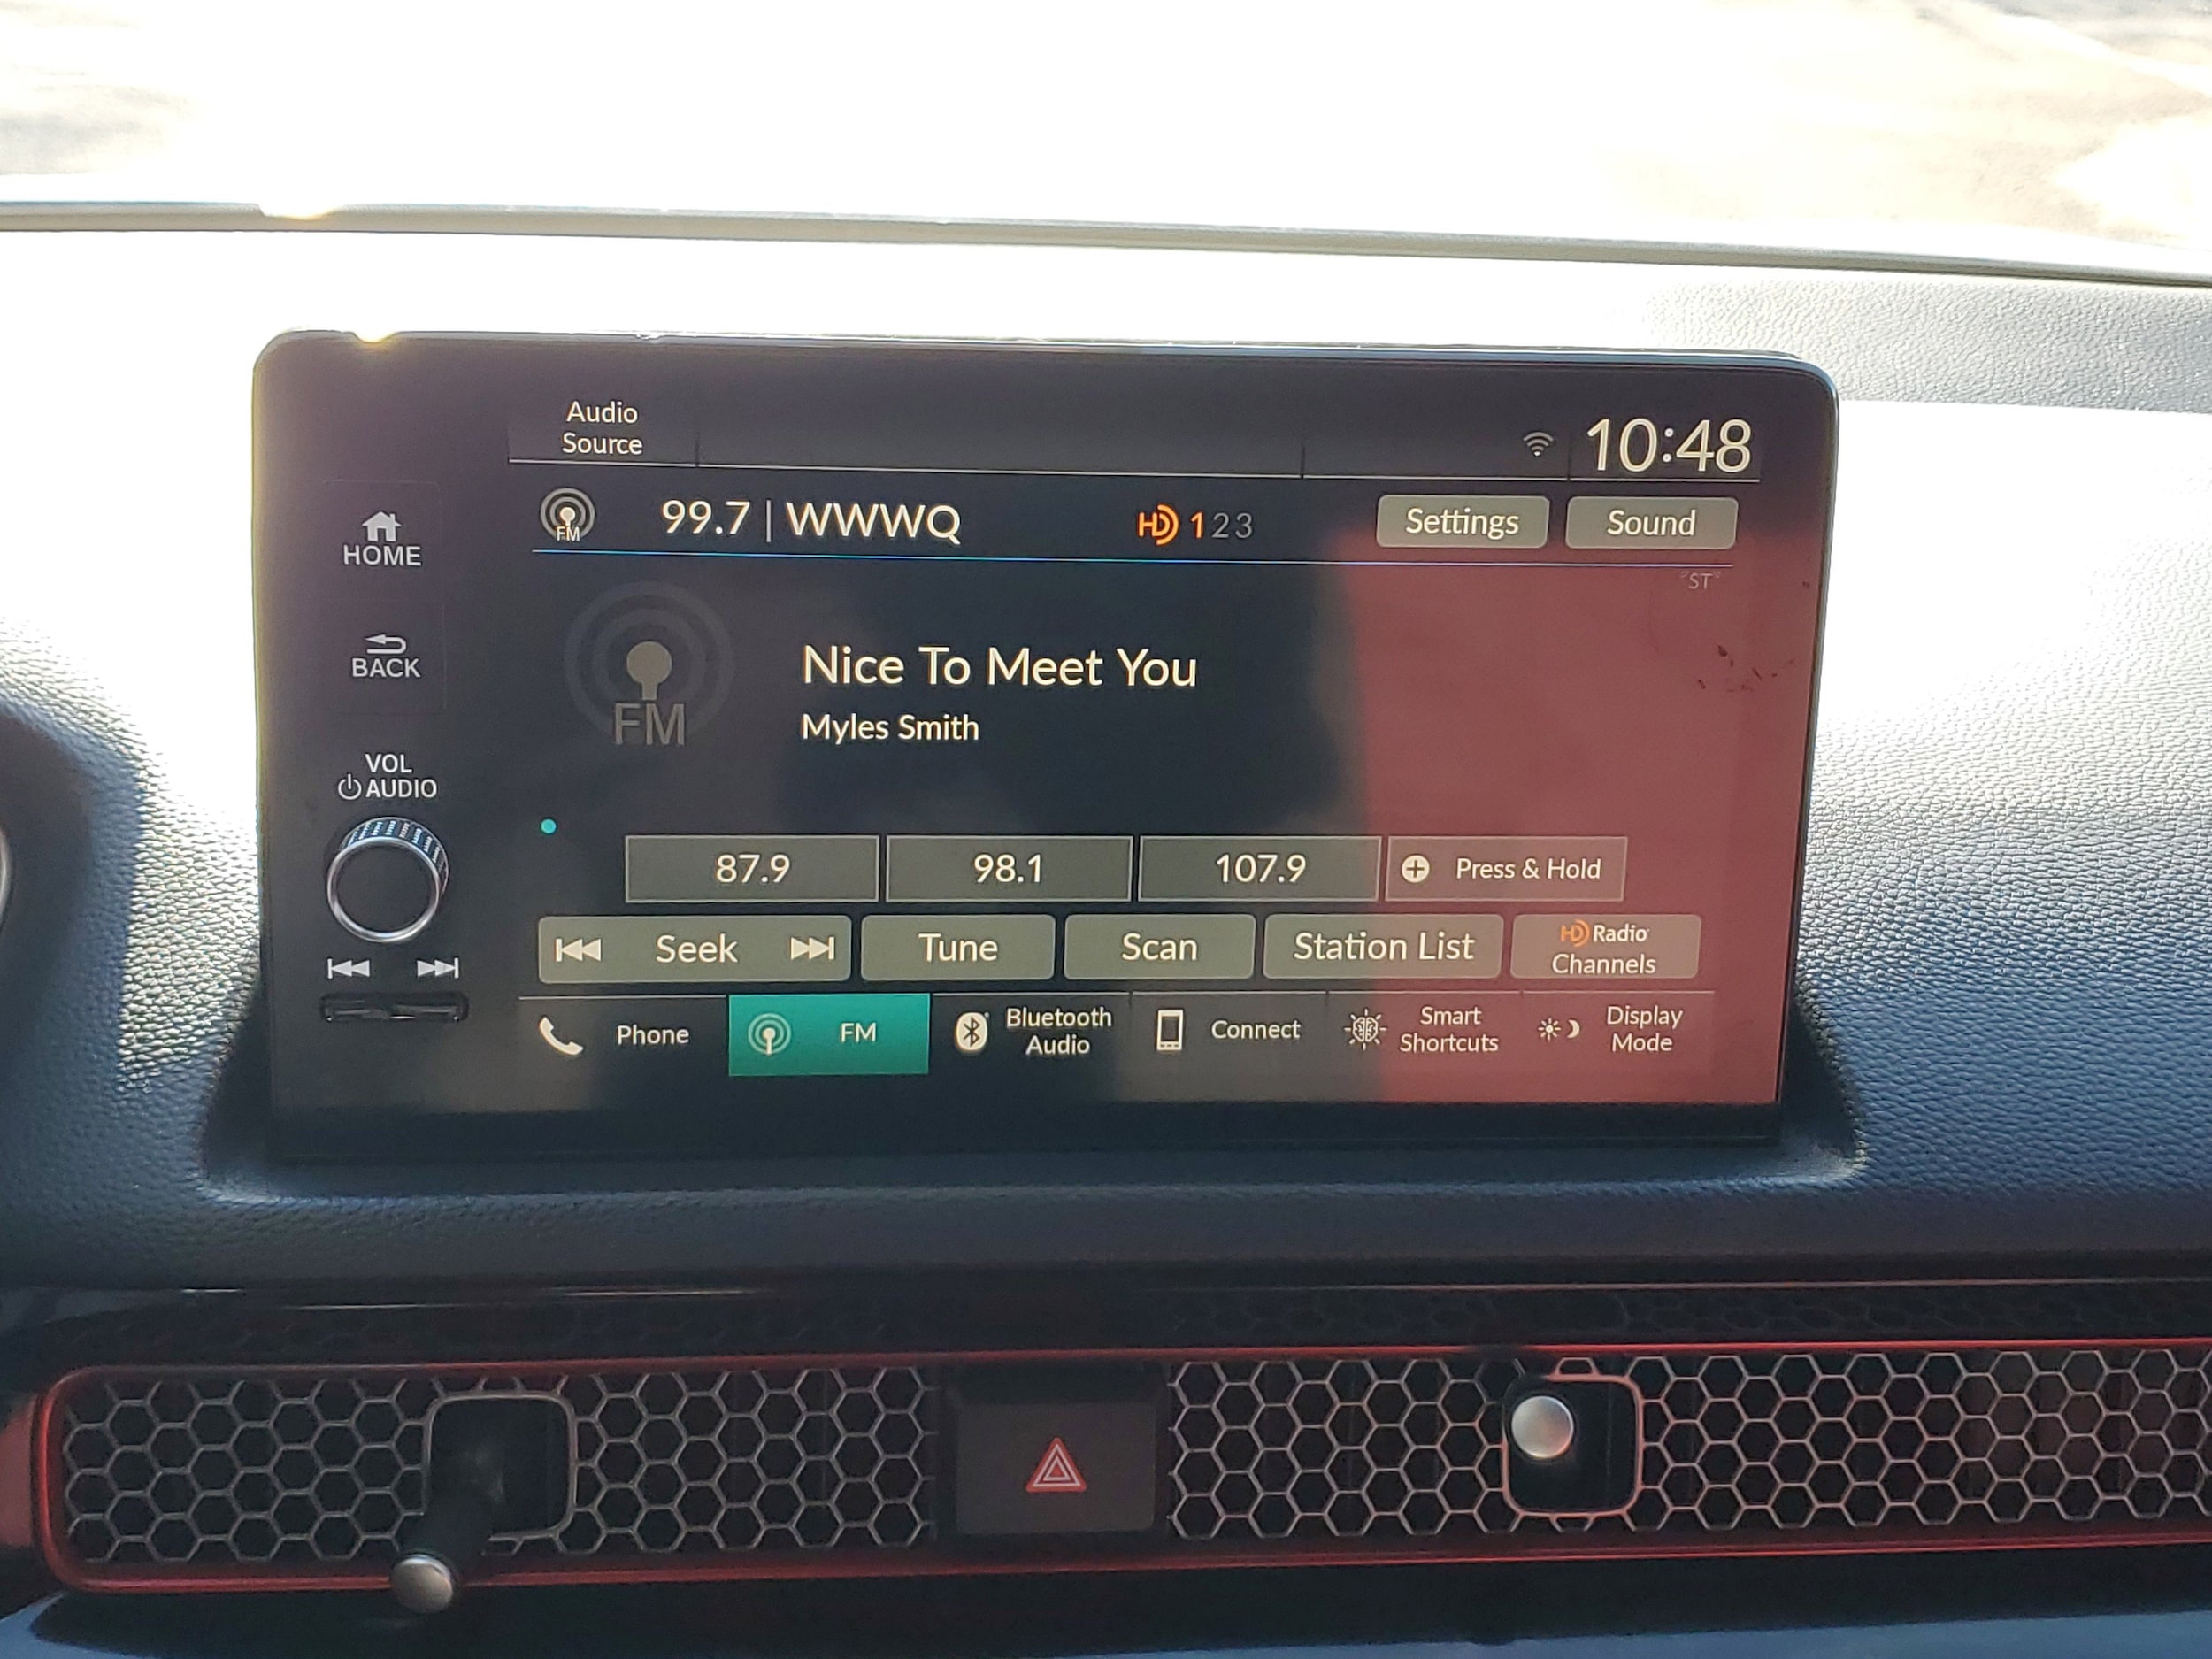 Audio
Source
10:48
FM
99.7 | WWWQ
HD 1 2 3
Settings
Sound
"ST"
HOME
BACK
VOL
AUDIO
FM
Nice To Meet You
Myles Smith
87.9
98.1
107.9
Press & Hold
Seek
Tune
Scan
Station List
HD Radio
Channels
Phone
FM
Bluetooth
Audio
Connect
Smart
Shortcuts
Display
Mode